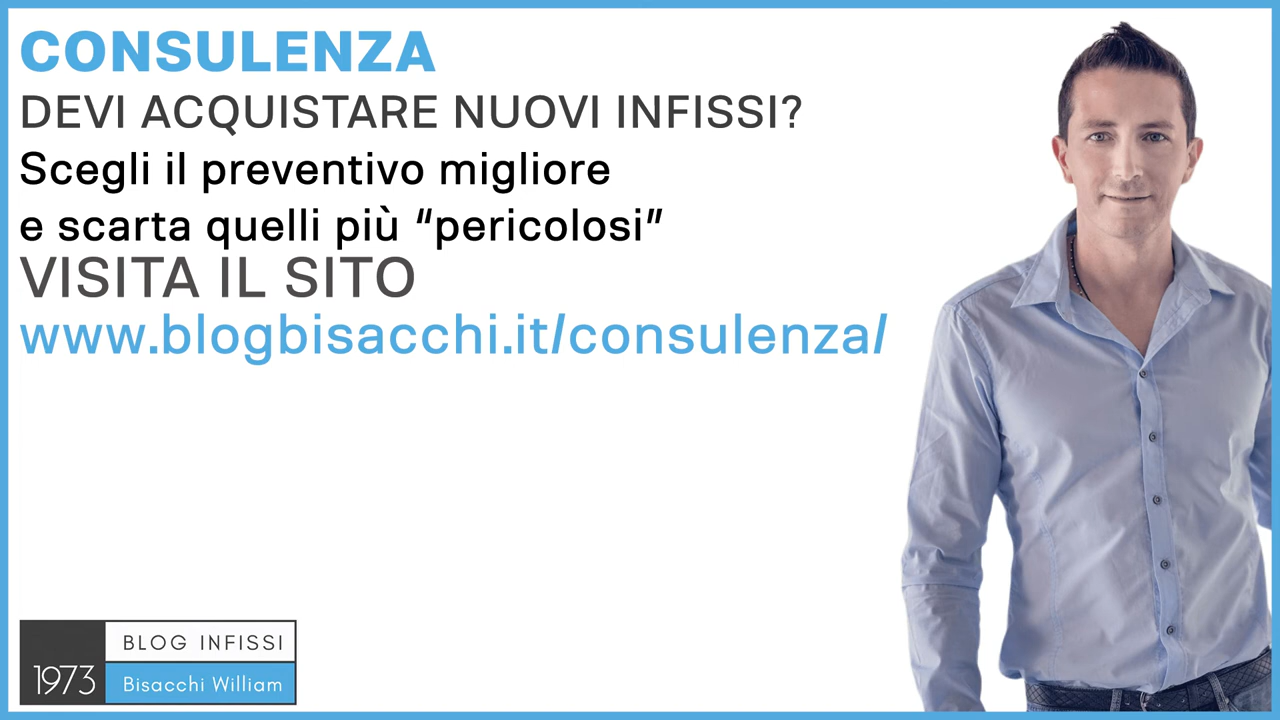 CONSULENZA
DEVI ACQUISTARE NUOVI INFISSI?
Scegli il preventivo migliore
e scarta quelli più “pericolosi”
VISITA IL SITO
www.blogbisacchi.it/consulenza/
1973
BLOG INFISSI
Bisacchi William